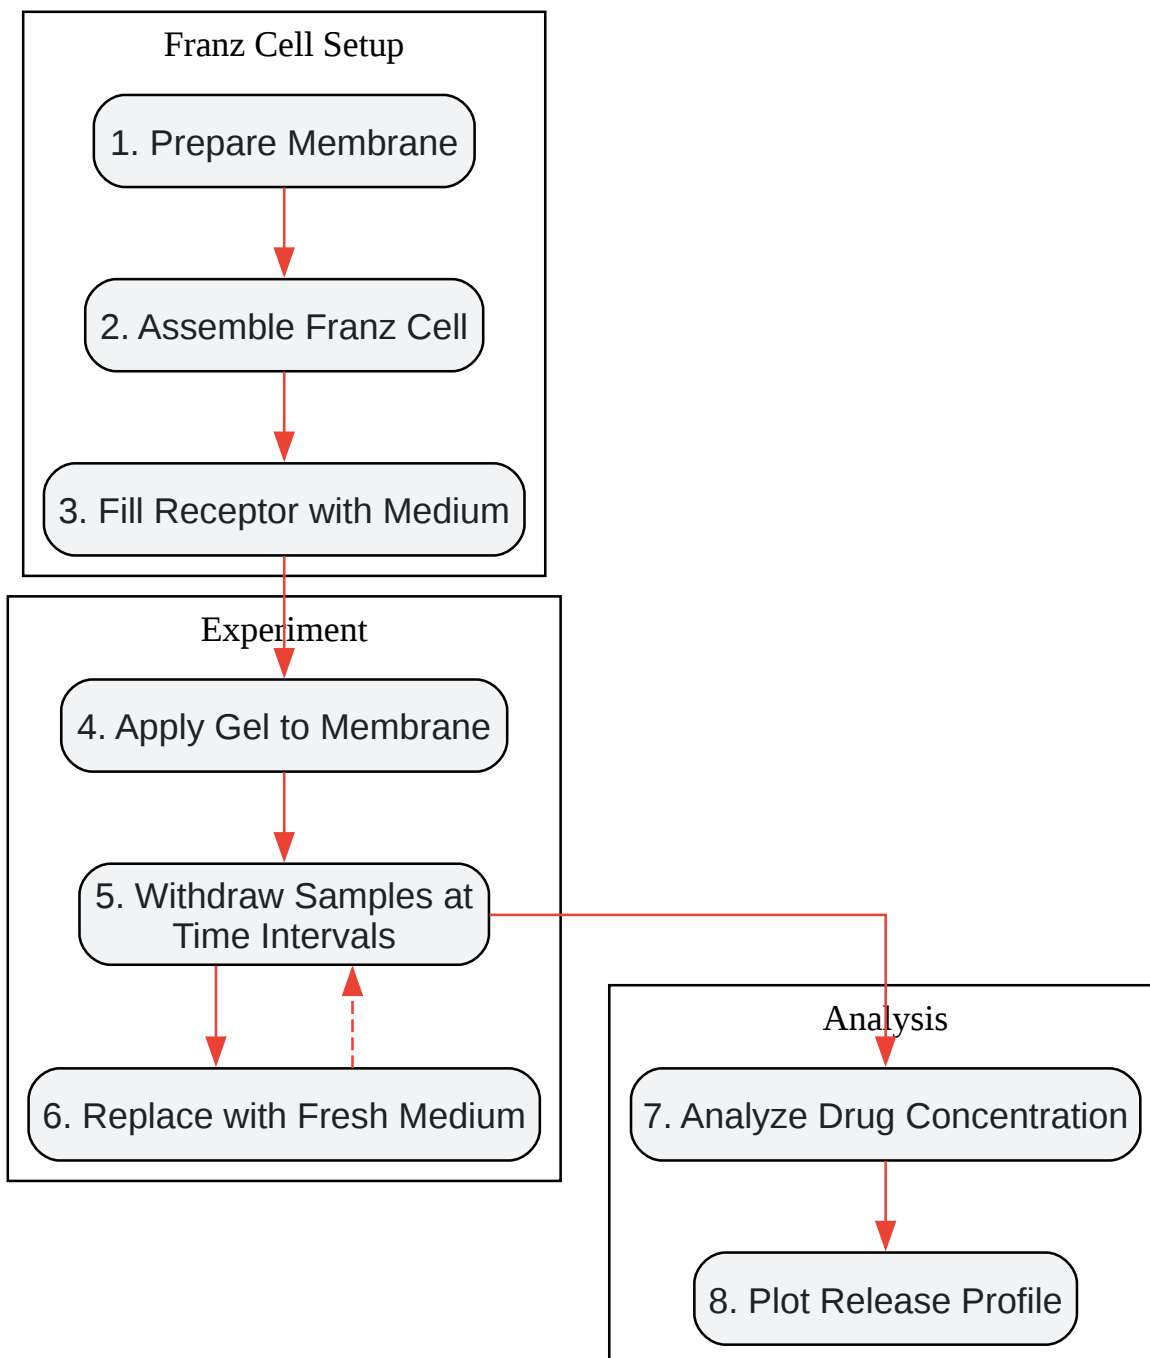 Franz Cell Setup
1. Prepare Membrane
2. Assemble Franz Cell
3. Fill Receptor with Medium
Experiment
4. Apply Gel to Membrane
5. Withdraw Samples at
Time Intervals
6. Replace with Fresh Medium
Analysis
7. Analyze Drug Concentration
8. Plot Release Profile